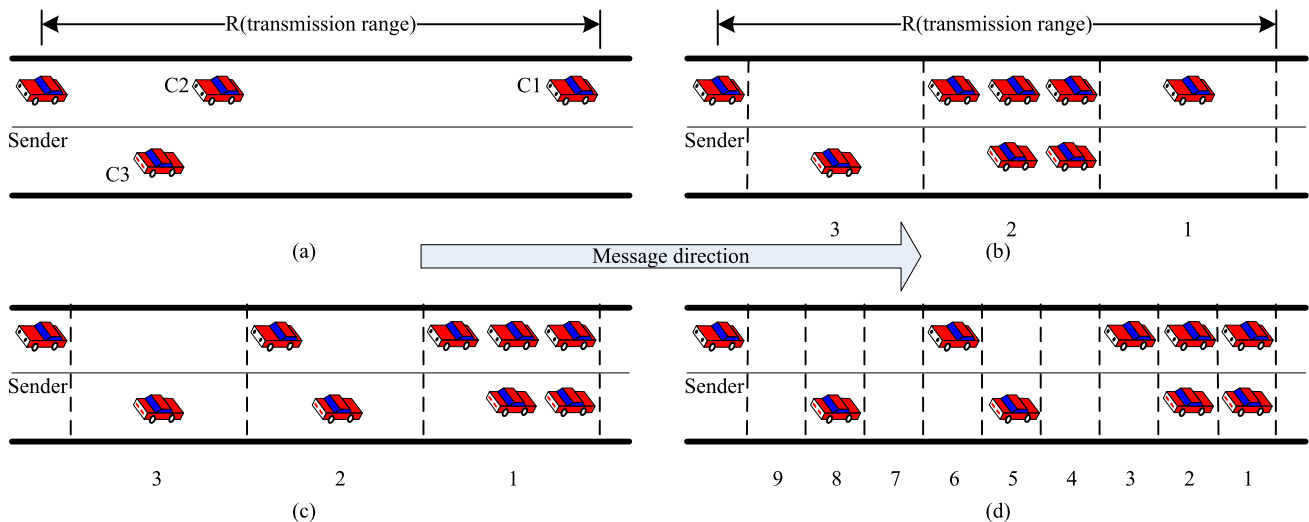 R(transmission range)
R(transmission range)
C2
C1
Sender
Sender
C3
3 2 1
(a)
(b)
Message direction
Sender
Sender
3 2 1
9 8 7 6 5 4 3 2 1
(c)
(d)